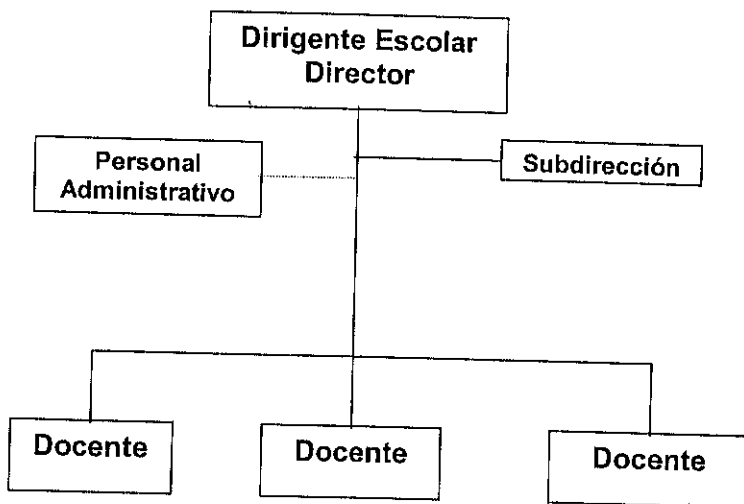 Dirigente Escolar
Director
Personal
Administrativo
Subdirección
Docente
Docente
Docente